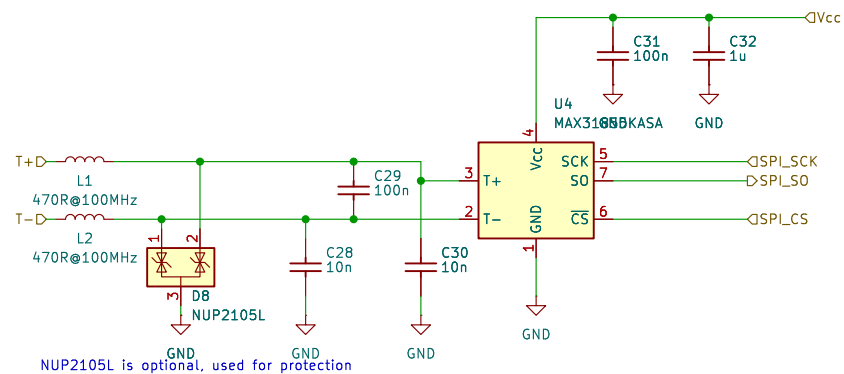 Vcc
C31
100n
C32
1u
GND
GND
U4
MAX31855KASA
4
Vcc
T+
L1
470R@100MHz
T-
L2
470R@100MHz
C29
100n
3
T+
2
T-
GND
1
SCK
5
SPI_SCK
SO
7
SPI_SO
CS
6
SPI_CS
1
2
3
D8
NUP2105L
C28
10n
C30
10n
GND
GND
GND
GND
NUP2105L is optional, used for protection